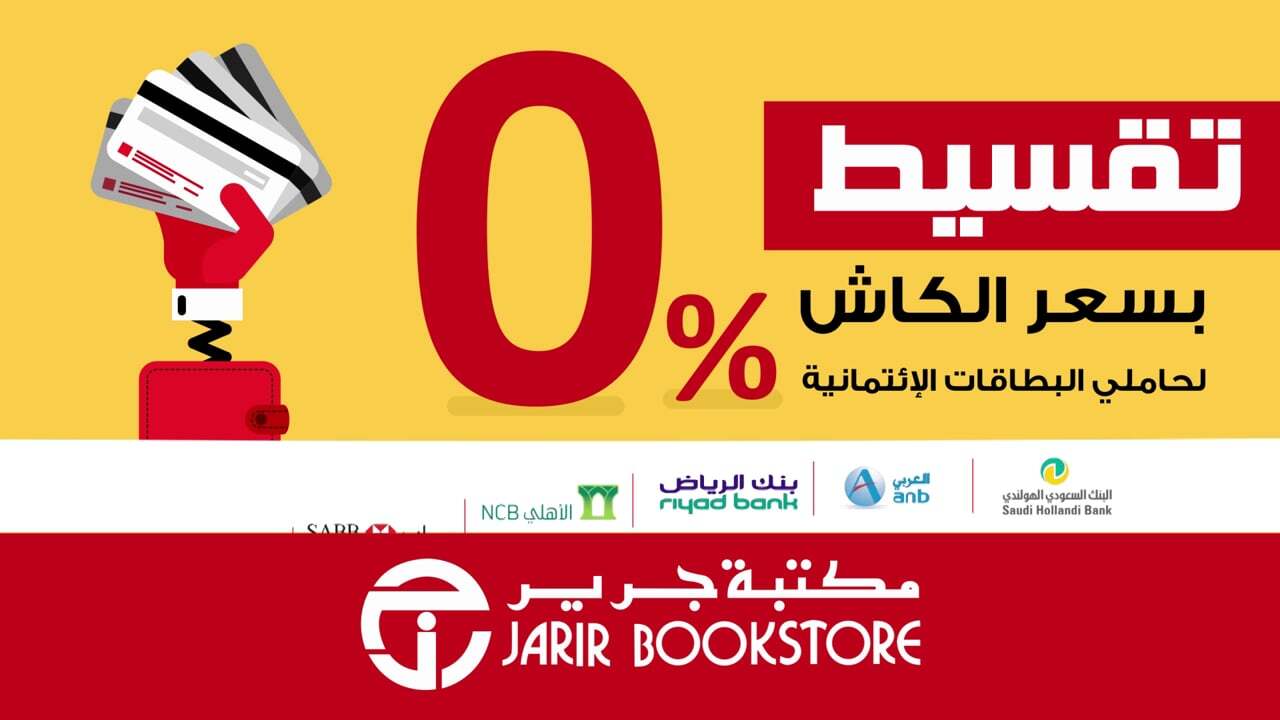 تقسيط
0%
بسعر الكاش
لحاملي البطاقات الإئتمانية
البنك السعودي الهولندي
Saudi Hollandi Bank
العربي
anb
بنك الرياض
riyad bank
الأهلي NCB
SABB
مكتبة جرير
JARIR BOOKSTORE